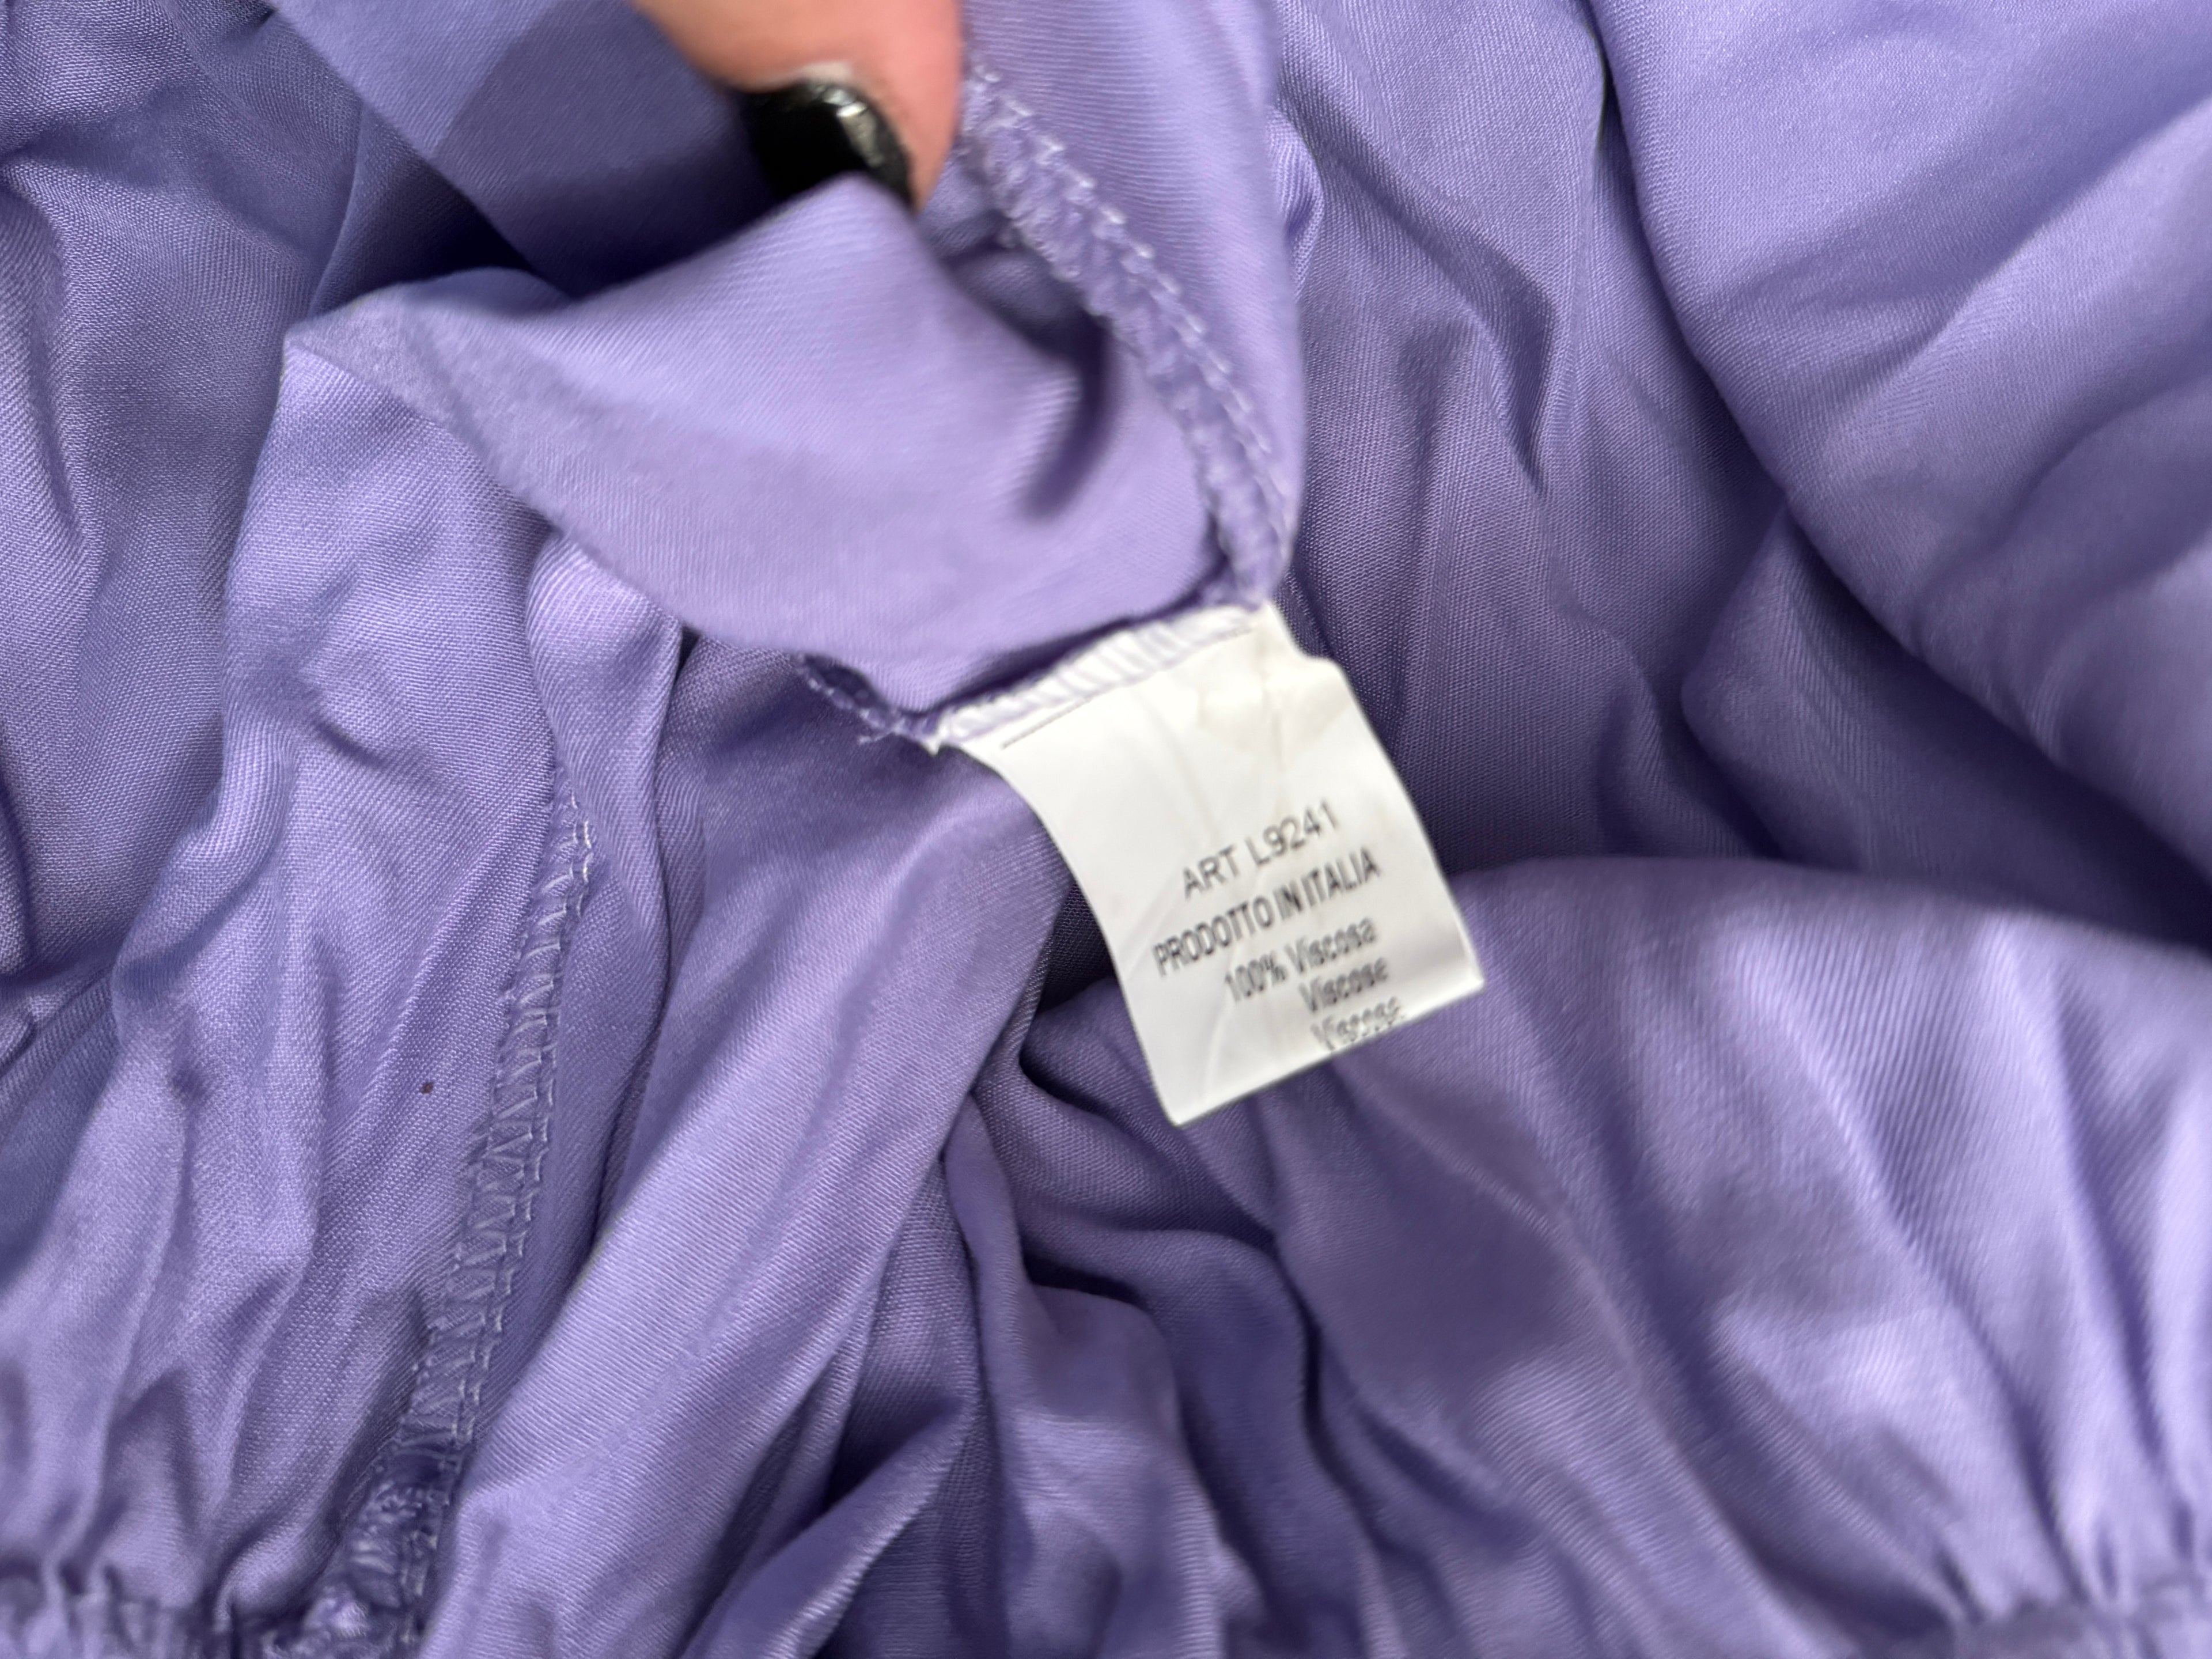 ART L9241
PRODOTTO IN ITALIA
100% Viscosa
Viscose